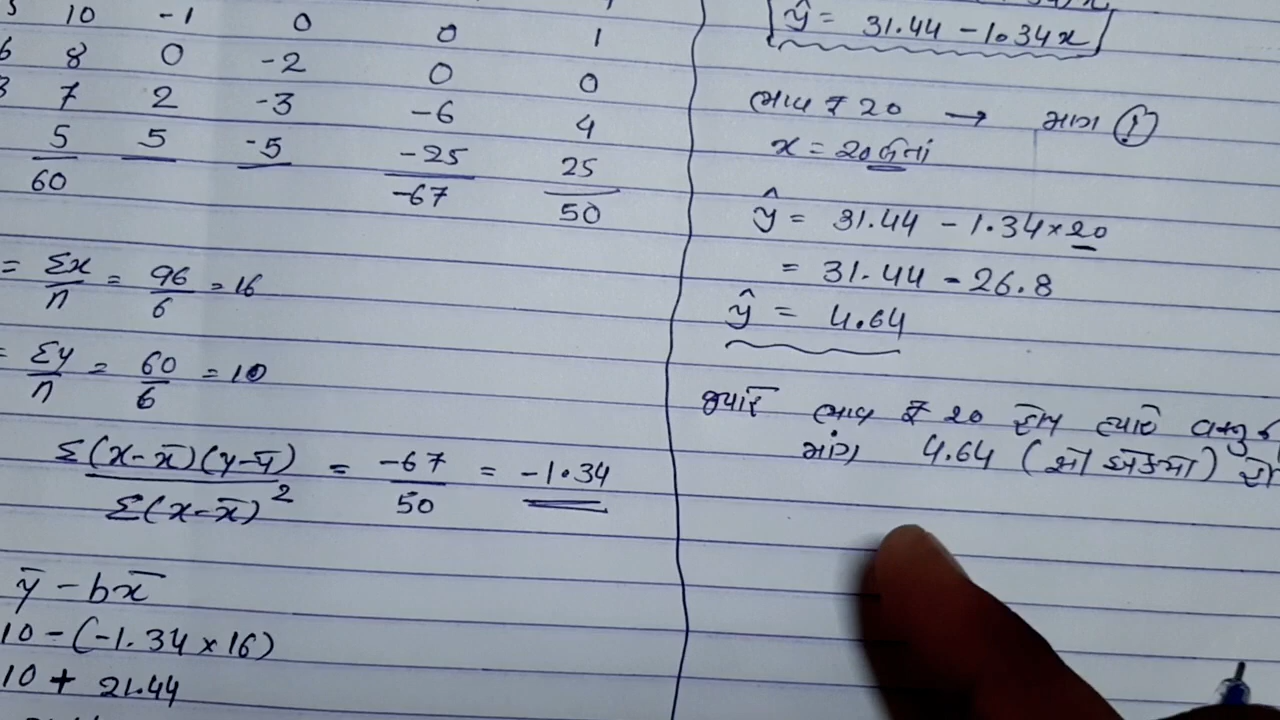 5 10 -1 0 0 1
6 8 0 -2 0 0
8 7 2 -3 -6 4
5 5 -5 -25 25
60 -67 50
= Σx/n = 96/6 = 16
= Σy/n = 60/6 = 10
Σ(x-x̄)(y-ȳ)/Σ(x-x̄)² = -67/50 = -1.34
ȳ - bx̄
10 - (-1.34 × 16)
10 + 21.44
ŷ = 31.44 - 1.34x
ભાવ ₹ 20 → માંગ (?)
x = 20 લેતાં
ŷ = 31.44 - 1.34 × 20
= 31.44 - 26.8
ŷ = 4.64
જ્યારે ભાવ ₹ 20 હોય ત્યારે
માંગ 4.64 (સો